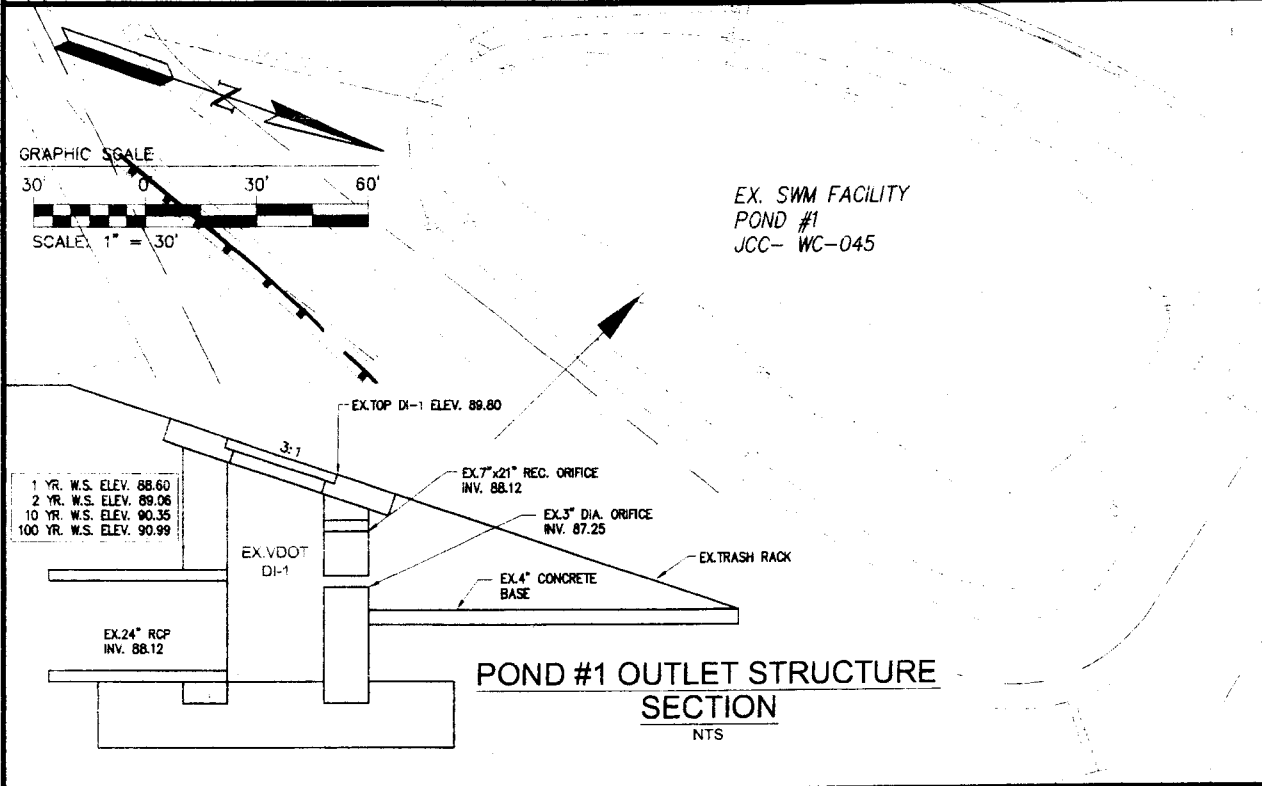 N
GRAPHIC SCALE
30' 0' 30' 60'
SCALE: 1" = 30'
EX. SWM FACILITY
POND #1
JCC- WC-045
EX.TOP DI-1 ELEV. 89.80
3:1
1 YR. W.S. ELEV. 88.60
2 YR. W.S. ELEV. 89.06
10 YR. W.S. ELEV. 90.35
100 YR. W.S. ELEV. 90.99
EX.7"x21" REC. ORIFICE
INV. 88.12
EX.3" DIA. ORIFICE
INV. 87.25
EX.VDOT
DI-1
EX.TRASH RACK
EX.4" CONCRETE
BASE
EX.24" RCP
INV. 88.12
POND #1 OUTLET STRUCTURE
SECTION
NTS